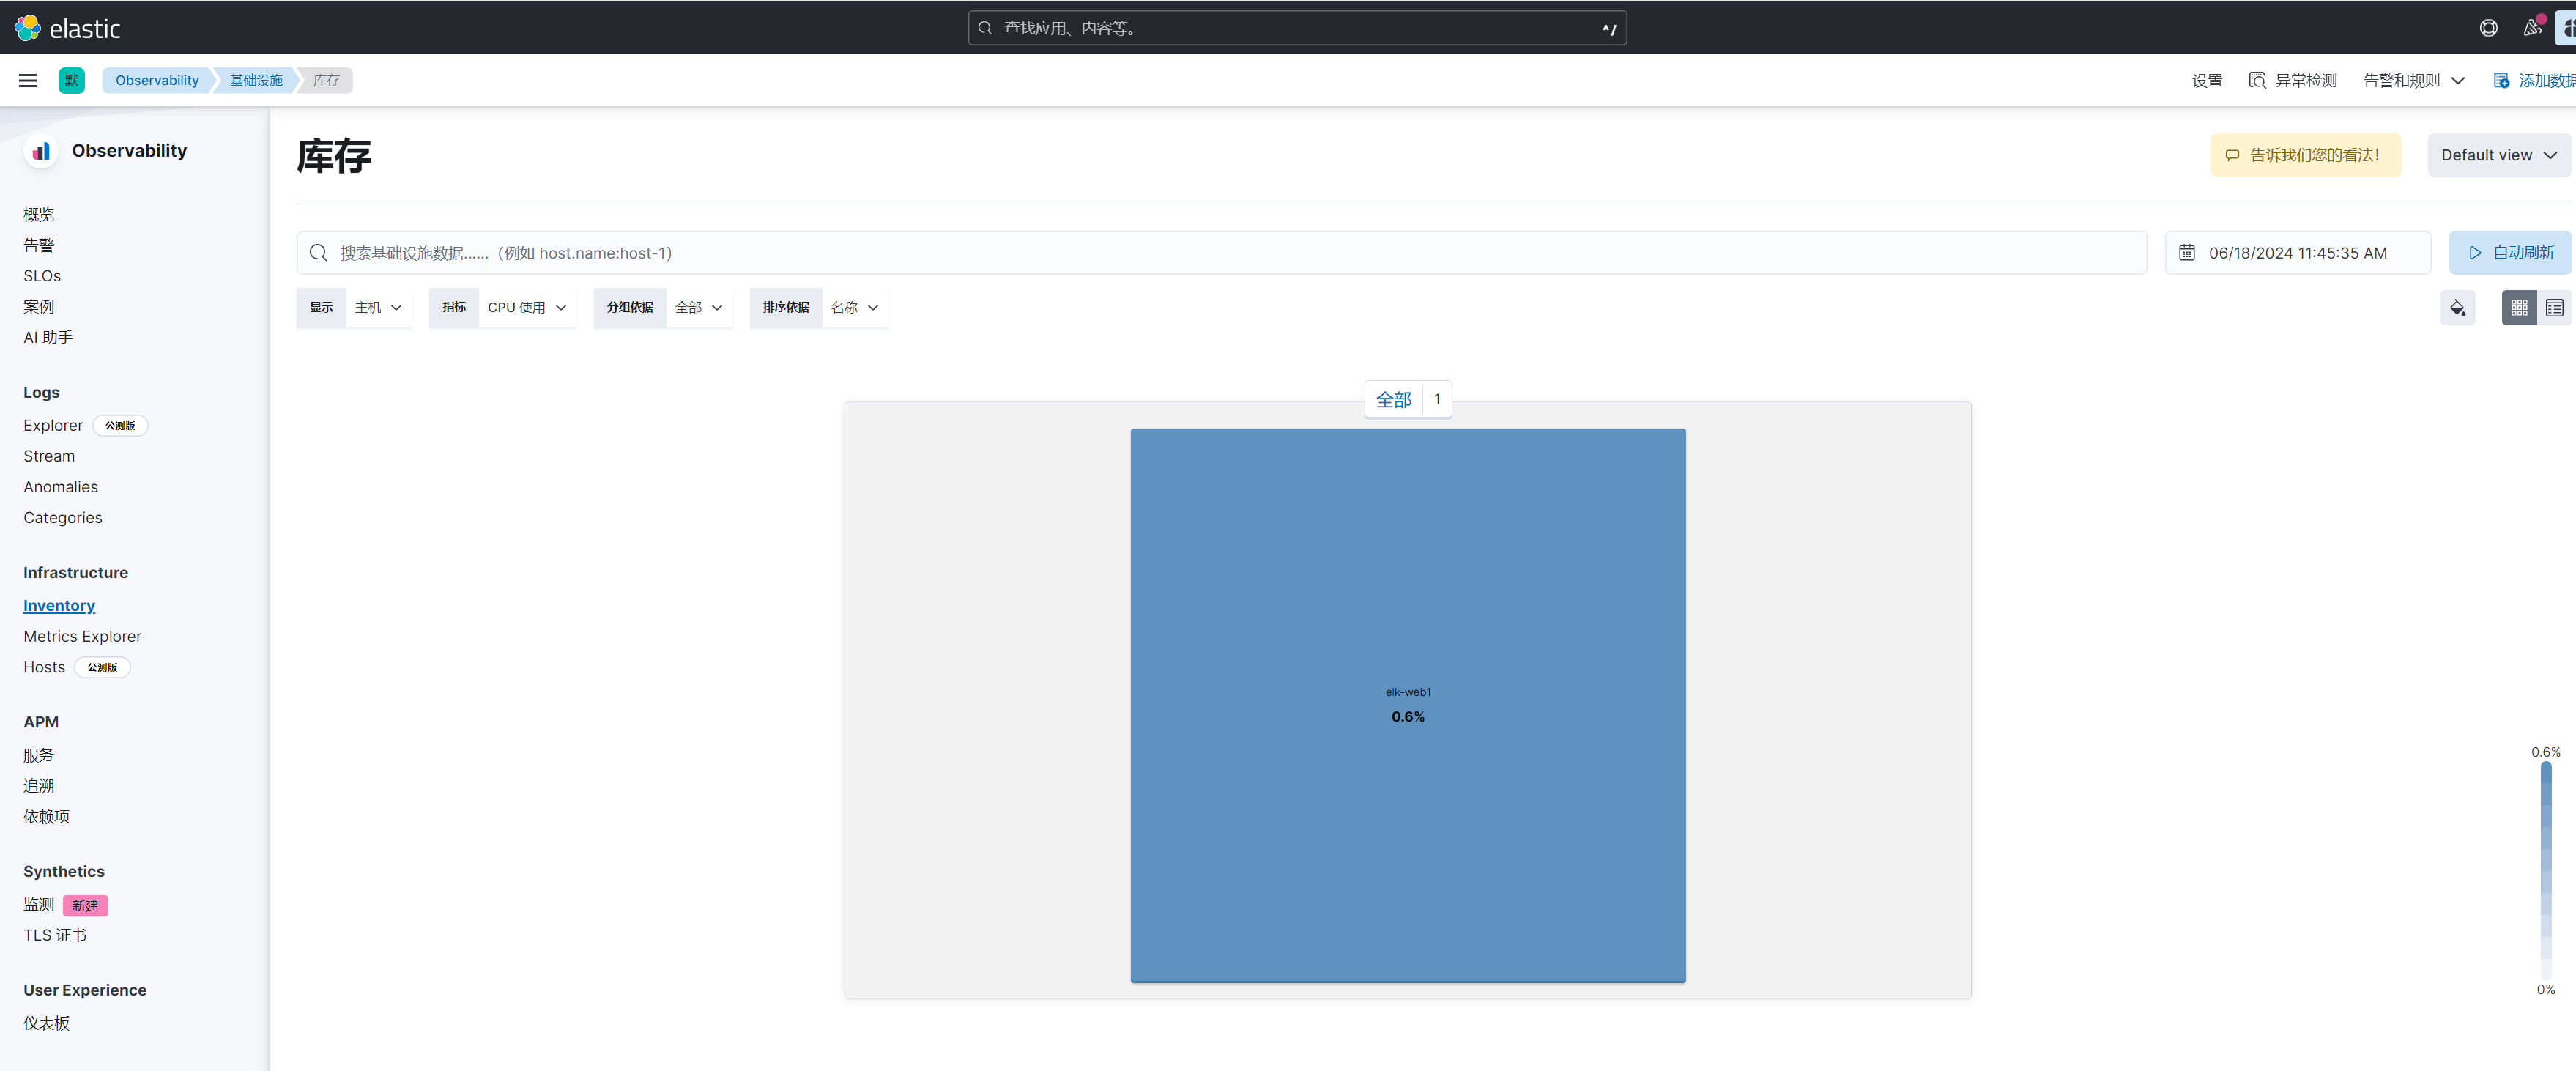 elastic
查找应用、内容等。
^/
默
Observability
基础设施
库存
设置
异常检测
告警和规则
添加数据
Observability
概览
告警
SLOs
案例
AI 助手
Logs
Explorer 公测版
Stream
Anomalies
Categories
Infrastructure
Inventory
Metrics Explorer
Hosts 公测版
APM
服务
追溯
依赖项
Synthetics
监测 新建
TLS 证书
User Experience
仪表板
库存
告诉我们您的看法！
Default view
搜索基础设施数据……（例如 host.name:host-1）
06/18/2024 11:45:35 AM
自动刷新
显示 主机
指标 CPU 使用
分组依据 全部
排序依据 名称
全部 1
elk-web1
0.6%
0.6%
0%